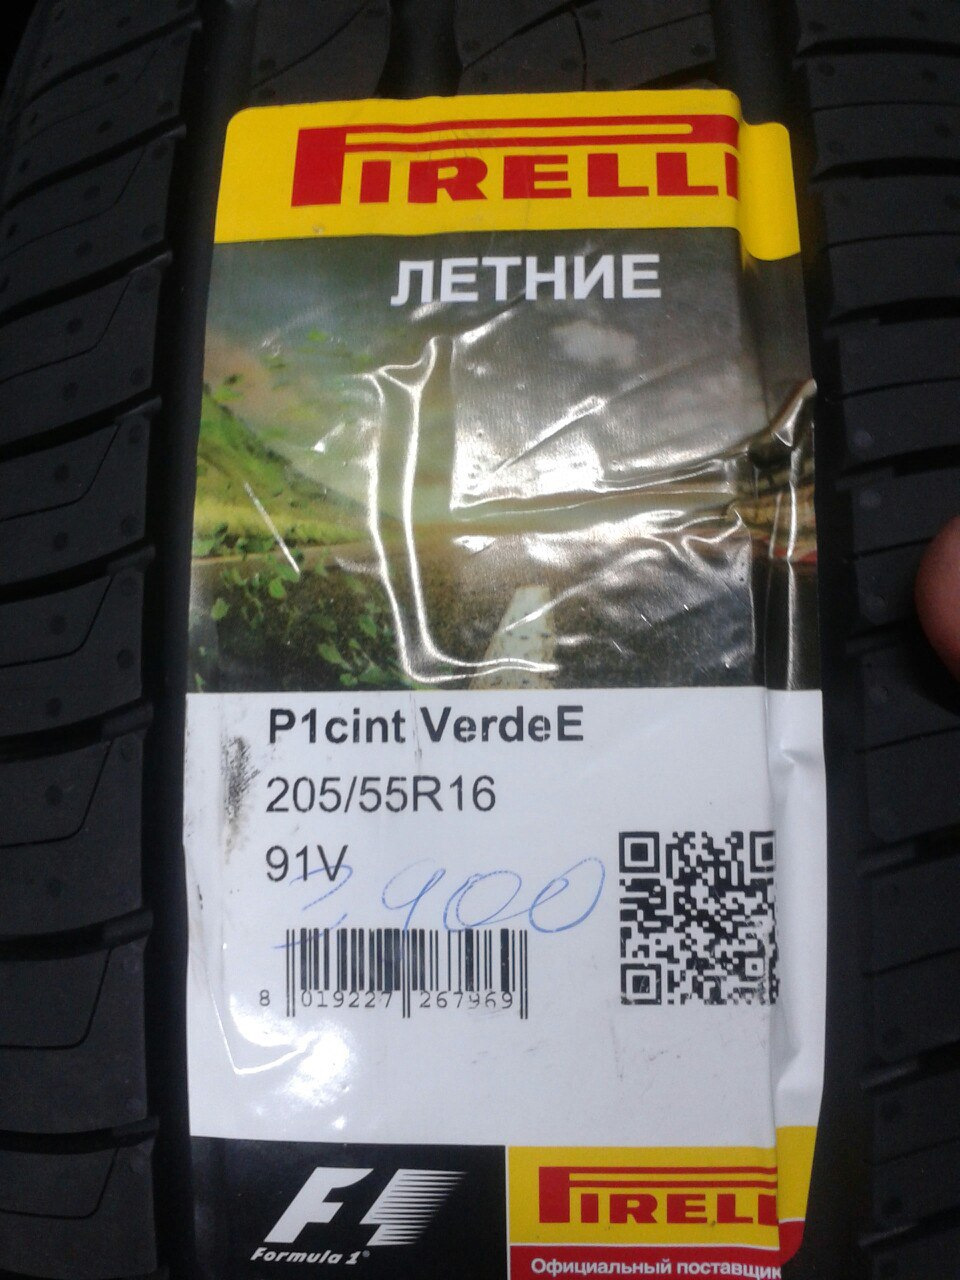 PIRELLI
ЛЕТНИЕ
P1cint VerdeE
205/55R16
91V
2900
8 019227 267969
F1
Formula 1®
PIRELLI
Официальный поставщик